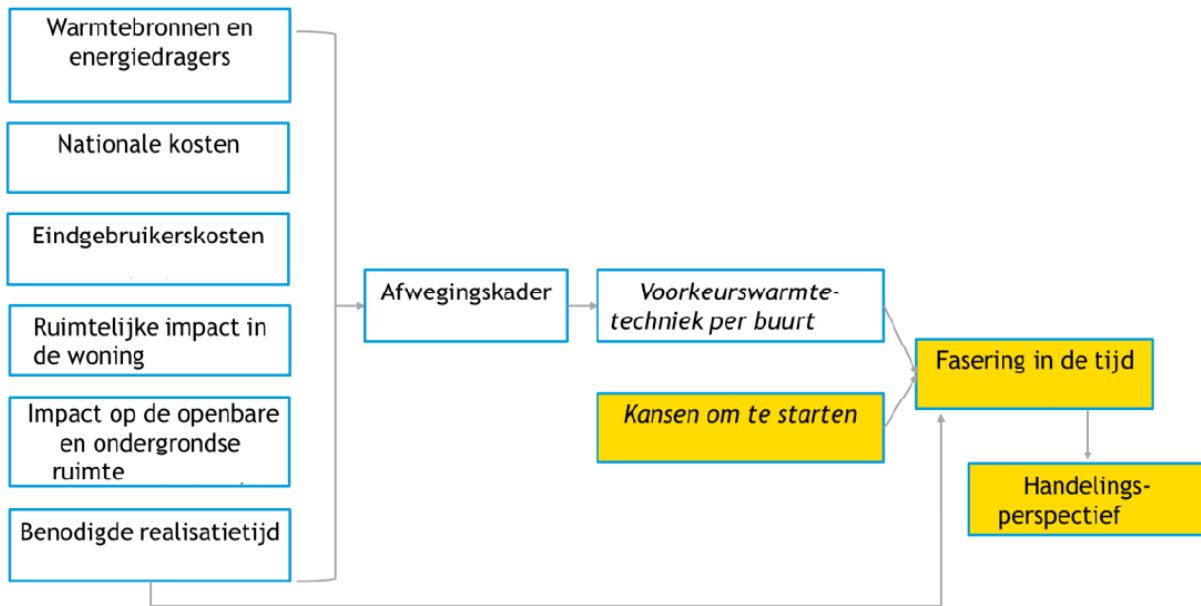 Warmtebronnen en
energiedragers
Nationale kosten
Eindgebruikerskosten
Ruimtelijke impact in
de woning
Impact op de openbare
en ondergrondse
ruimte
Benodigde realisatietijd
Afwegingskader
Voorkeurswarmte-
techniek per buurt
Kansen om te starten
Fasering in de tijd
Handelings-
perspectief